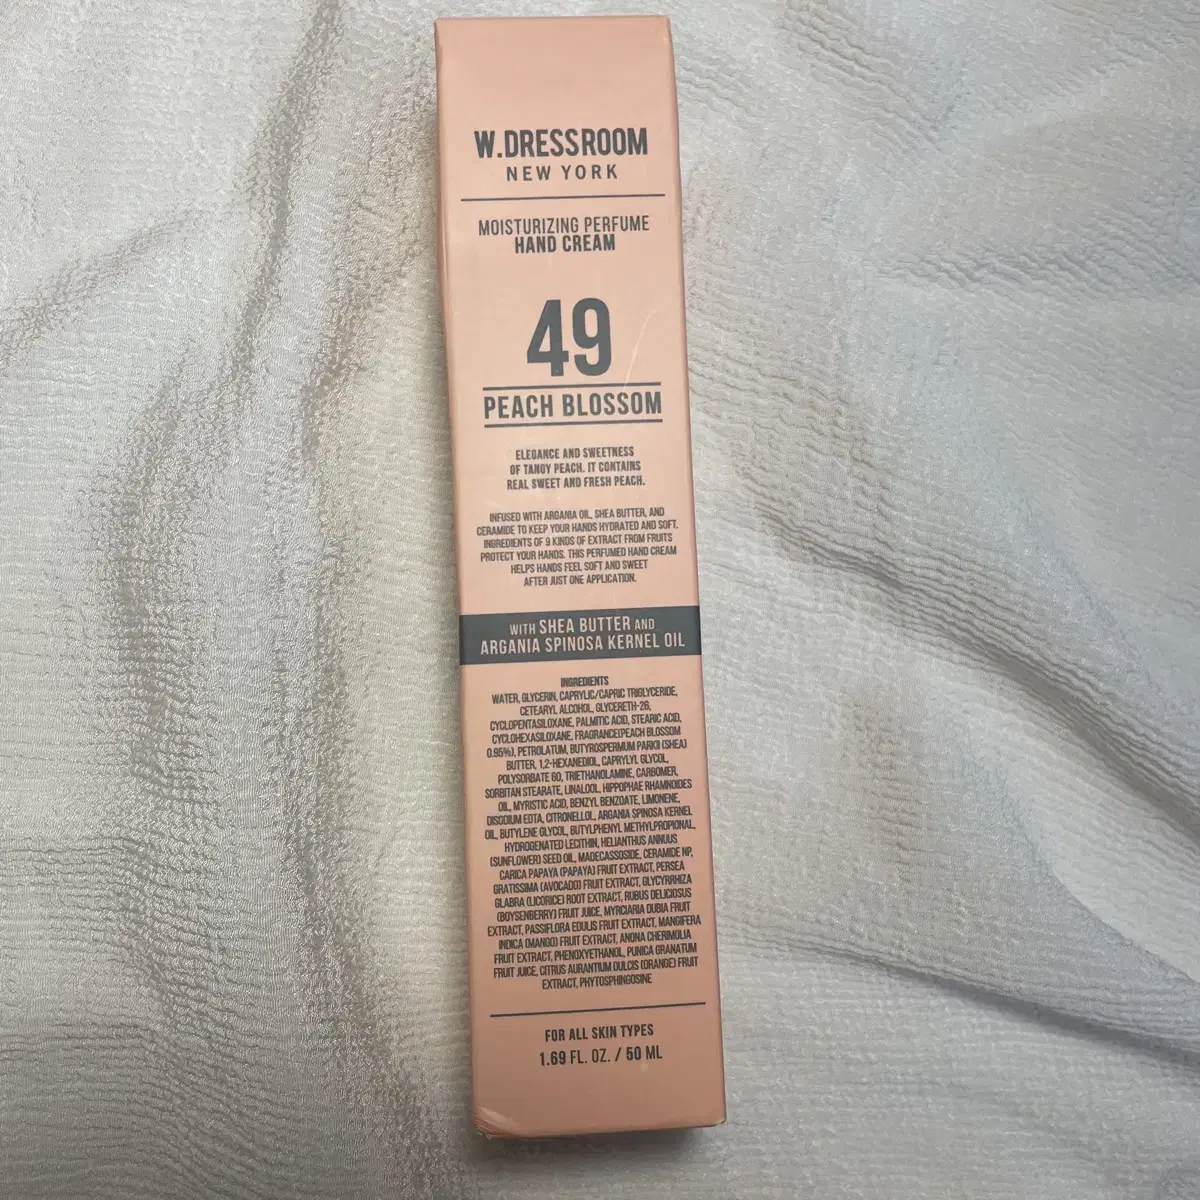 W.DRESSROOM
NEW YORK
MOISTURIZING PERFUME
HAND CREAM
49
PEACH BLOSSOM
ELEGANCE AND SWEETNESS
OF TANGY PEACH. IT CONTAINS
REAL SWEET AND FRESH PEACH.
INFUSED WITH ARGANIA OIL, SHEA BUTTER, AND
CERAMIDE TO KEEP YOUR HANDS HYDRATED AND SOFT.
INGREDIENTS OF 9 KINDS OF EXTRACT FROM FRUITS
PROTECT YOUR HANDS. THIS PERFUMED HAND CREAM
HELPS HANDS FEEL SOFT AND SWEET
AFTER JUST ONE APPLICATION.
WITH SHEA BUTTER AND
ARGANIA SPINOSA KERNEL OIL
INGREDIENTS
WATER, GLYCERIN, CAPRYLIC/CAPRIC TRIGLYCERIDE,
CETEARYL ALCOHOL, GLYCERETH-26,
CYCLOPENTASILOXANE, PALMITIC ACID, STEARIC ACID,
CYCLOHEXASILOXANE, FRAGRANCE(PEACH BLOSSOM
0.95%), PETROLATUM, BUTYROSPERMUM PARKII (SHEA)
BUTTER, 1,2-HEXANEDIOL, CAPRYLYL GLYCOL,
POLYSORBATE 60, TRIETHANOLAMINE, CARBOMER,
SORBITAN STEARATE, LINALOOL, HIPPOPHAE RHAMNOIDES
OIL, MYRISTIC ACID, BENZYL BENZOATE, LIMONENE,
DISODIUM EDTA, CITRONELLOL, ARGANIA SPINOSA KERNEL
OIL, BUTYLENE GLYCOL, BUTYLPHENYL METHYLPROPIONAL,
HYDROGENATED LECITHIN, HELIANTHUS ANNUUS
(SUNFLOWER) SEED OIL, MADECASSOSIDE, CERAMIDE NP,
CARICA PAPAYA (PAPAYA) FRUIT EXTRACT, PERSEA
GRATISSIMA (AVOCADO) FRUIT EXTRACT, GLYCYRRHIZA
GLABRA (LICORICE) ROOT EXTRACT, RUBUS DELICIOSUS
(BOYSENBERRY) FRUIT JUICE, MYRCIARIA DUBIA FRUIT
EXTRACT, PASSIFLORA EDULIS FRUIT EXTRACT, MANGIFERA
INDICA (MANGO) FRUIT EXTRACT, ANONA CHERIMOLIA
FRUIT EXTRACT, PHENOXYETHANOL, PUNICA GRANATUM
FRUIT JUICE, CITRUS AURANTIUM DULCIS (ORANGE) FRUIT
EXTRACT, PHYTOSPHINGOSINE
FOR ALL SKIN TYPES
1.69 FL. OZ. / 50 ML